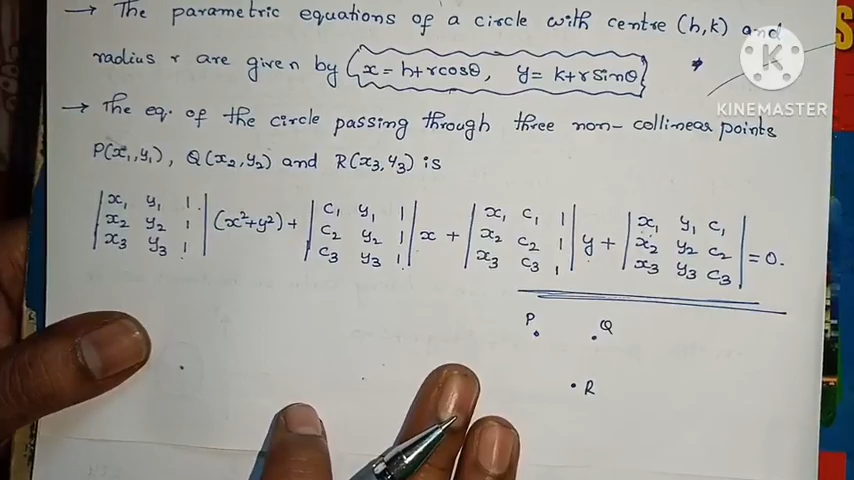 → The parametric equations of a circle with centre (h,k) and
radius r are given by x = h+rcosθ, y = k+rsinθ
→ The eq. of the circle passing through three non-collinear points
P(x₁,y₁), Q(x₂,y₂) and R(x₃,y₃) is
|x₁ y₁ 1; x₂ y₂ 1; x₃ y₃ 1| (x²+y²) + |c₁ y₁ 1; c₂ y₂ 1; c₃ y₃ 1| x + |x₁ c₁ 1; x₂ c₂ 1; x₃ c₃ 1| y + |x₁ y₁ c₁; x₂ y₂ c₂; x₃ y₃ c₃| = 0.
P Q
R
K
KINEMASTER